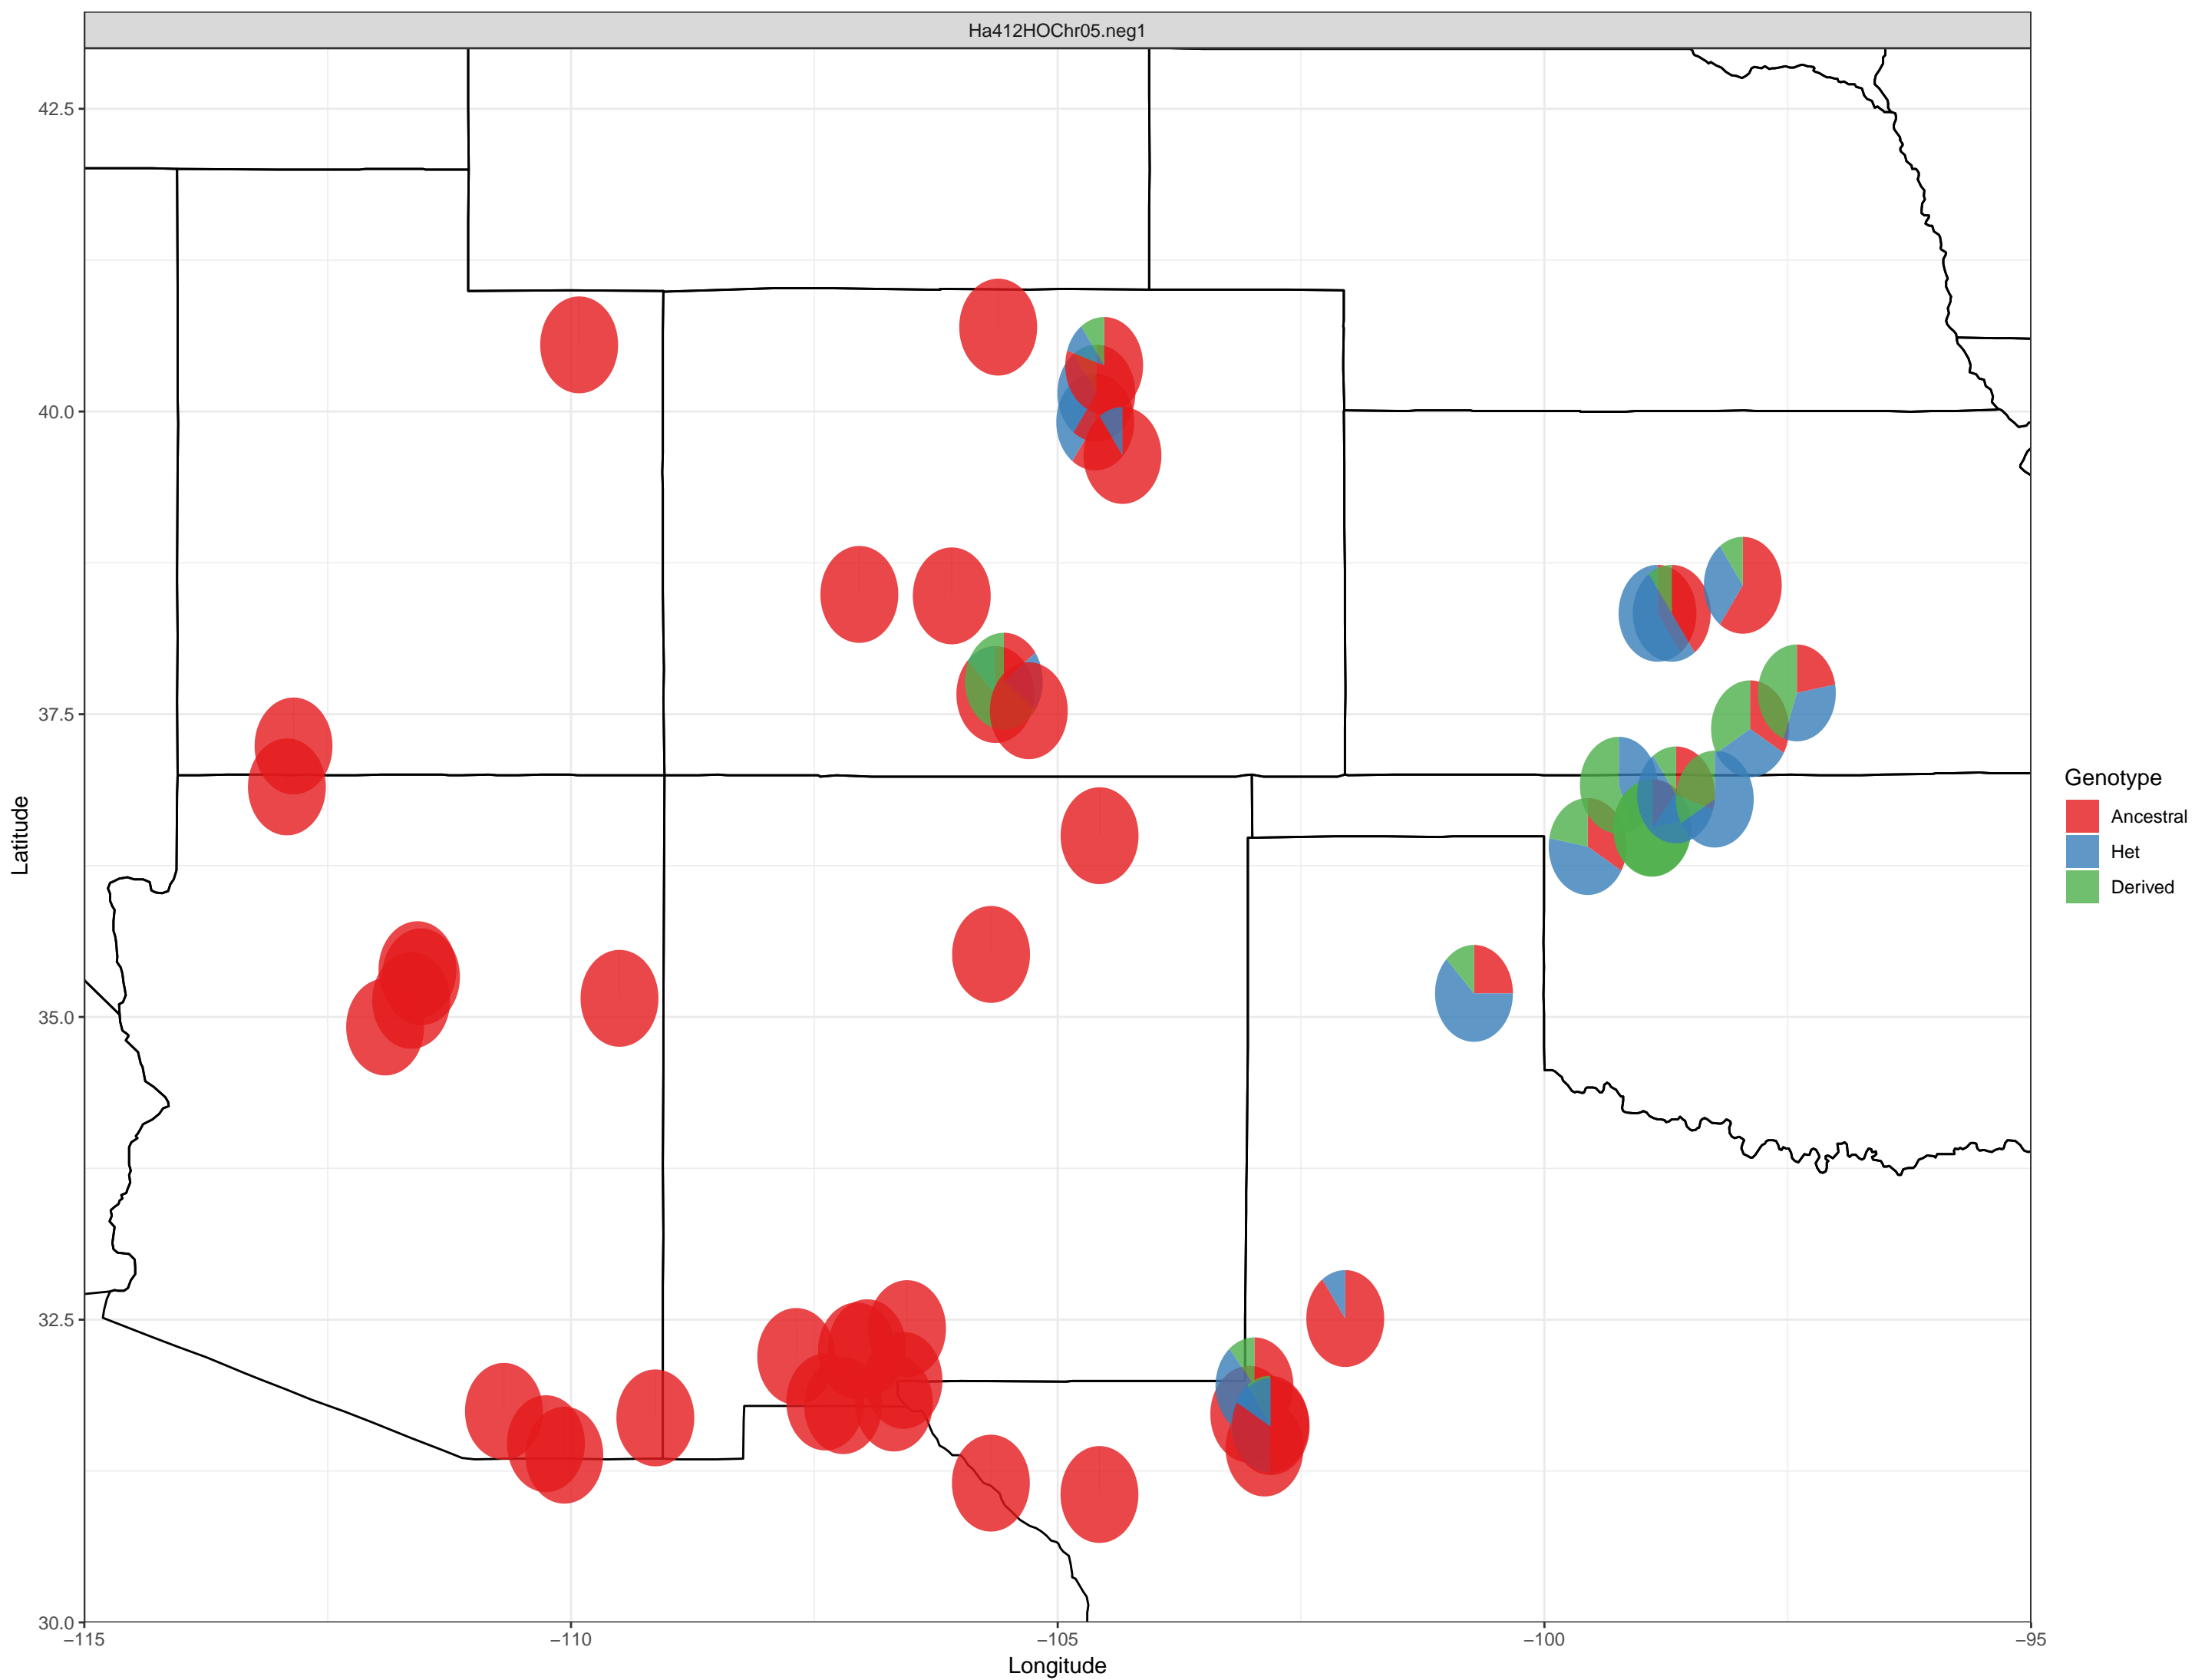 Ha412HOChr05.neg1
42.5
40.0
37.5
35.0
32.5
30.0
Latitude
−115
−110
−105
−100
−95
Longitude
Genotype
Ancestral
Het
Derived